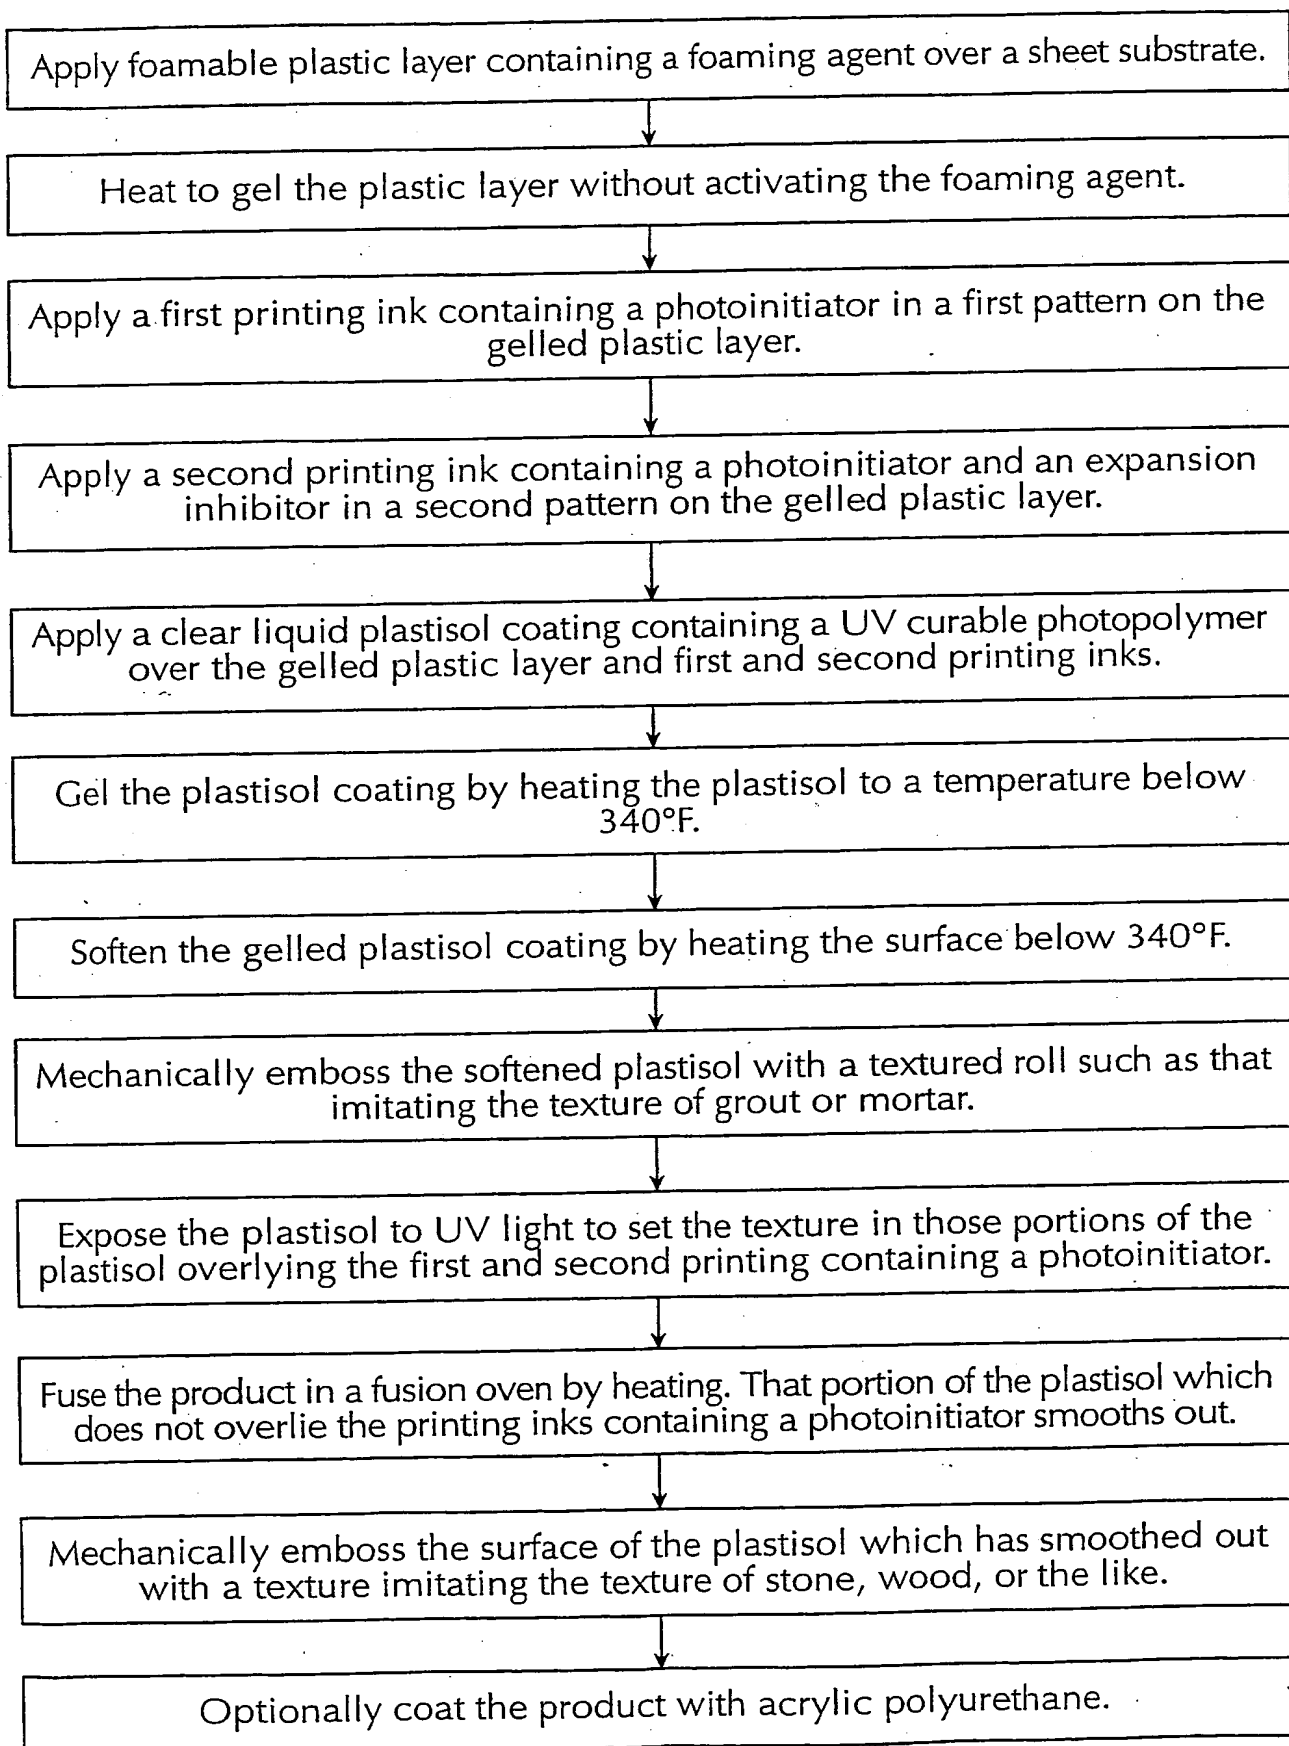 Apply foamable plastic layer containing a foaming agent over a sheet substrate.
Heat to gel the plastic layer without activating the foaming agent.
Apply a first printing ink containing a photoinitiator in a first pattern on the
gelled plastic layer.
Apply a second printing ink containing a photoinitiator and an expansion
inhibitor in a second pattern on the gelled plastic layer.
Apply a clear liquid plastisol coating containing a UV curable photopolymer
over the gelled plastic layer and first and second printing inks.
Gel the plastisol coating by heating the plastisol to a temperature below
340°F.
Soften the gelled plastisol coating by heating the surface below 340°F.
Mechanically emboss the softened plastisol with a textured roll such as that
imitating the texture of grout or mortar.
Expose the plastisol to UV light to set the texture in those portions of the
plastisol overlying the first and second printing containing a photoinitiator.
Fuse the product in a fusion oven by heating. That portion of the plastisol which
does not overlie the printing inks containing a photoinitiator smooths out.
Mechanically emboss the surface of the plastisol which has smoothed out
with a texture imitating the texture of stone, wood, or the like.
Optionally coat the product with acrylic polyurethane.